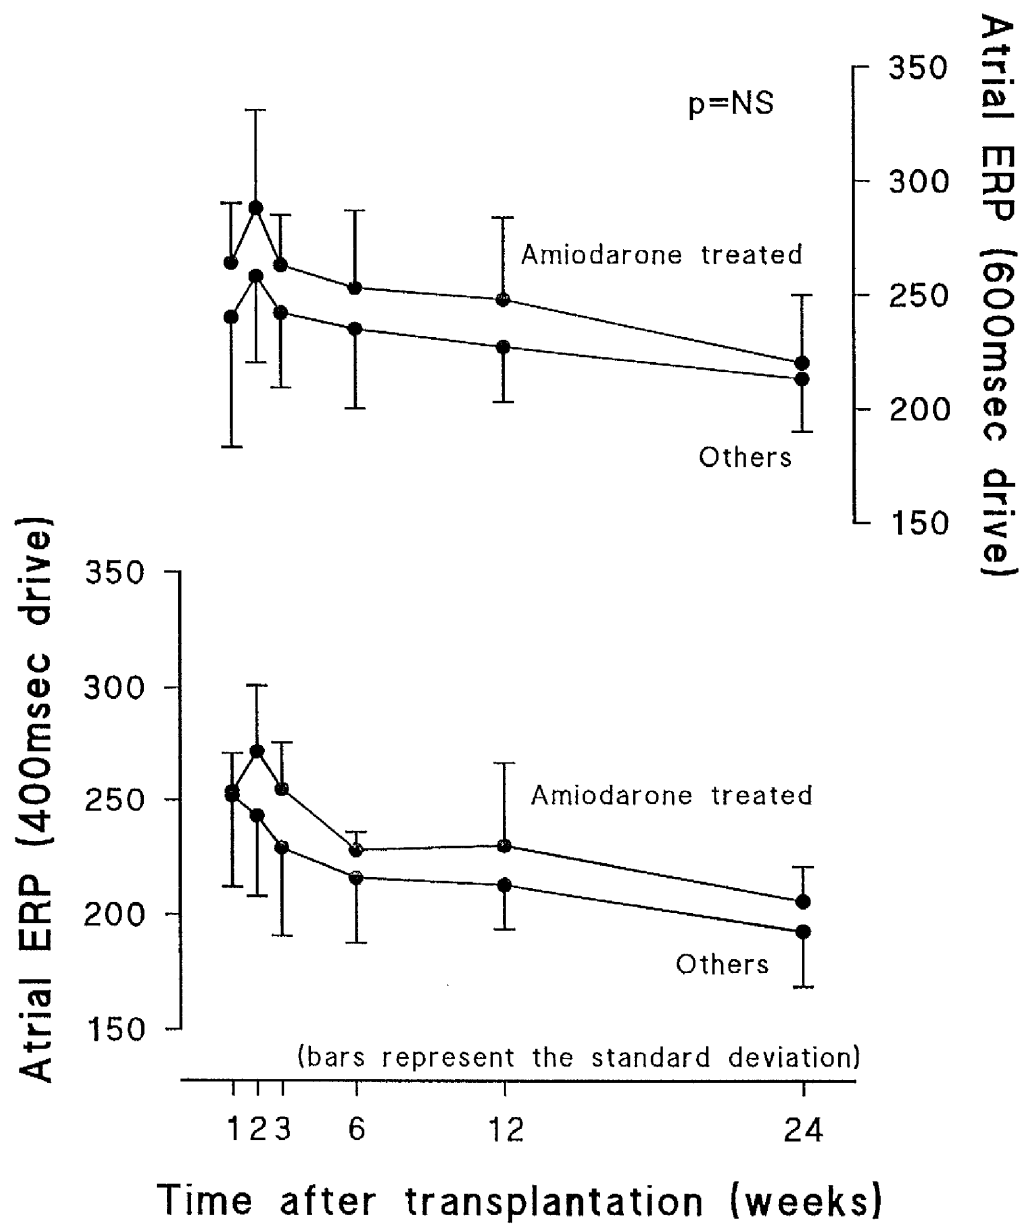 350
300
250
200
150
Atrial ERP (600msec drive)
p=NS
Amiodarone treated
Others
350
300
250
200
150
Atrial ERP (400msec drive)
Amiodarone treated
Others
(bars represent the standard deviation)
1 2 3 6 12 24
Time after transplantation (weeks)